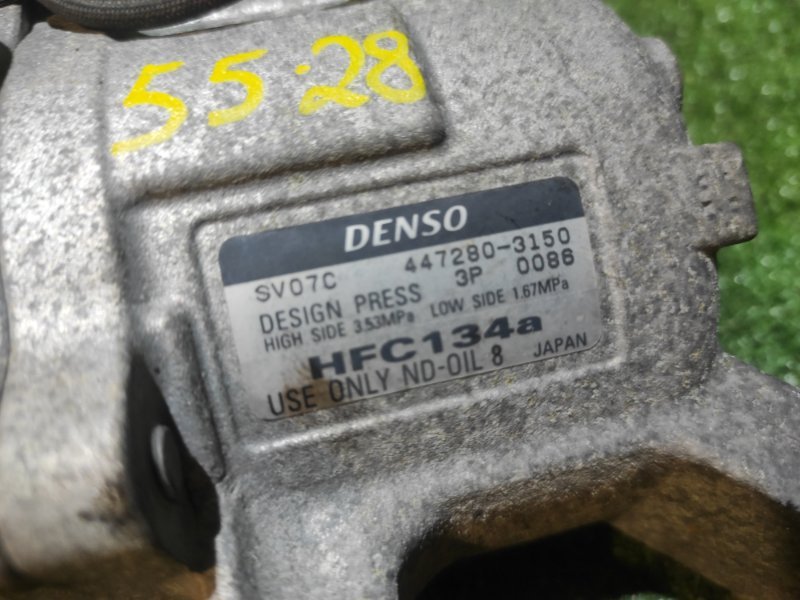 55·28
DENSO
SV07C 447280-3150
DESIGN PRESS 3P 0086
HIGH SIDE 3.53MPa LOW SIDE 1.67MPa
HFC134a
USE ONLY ND-OIL 8 JAPAN